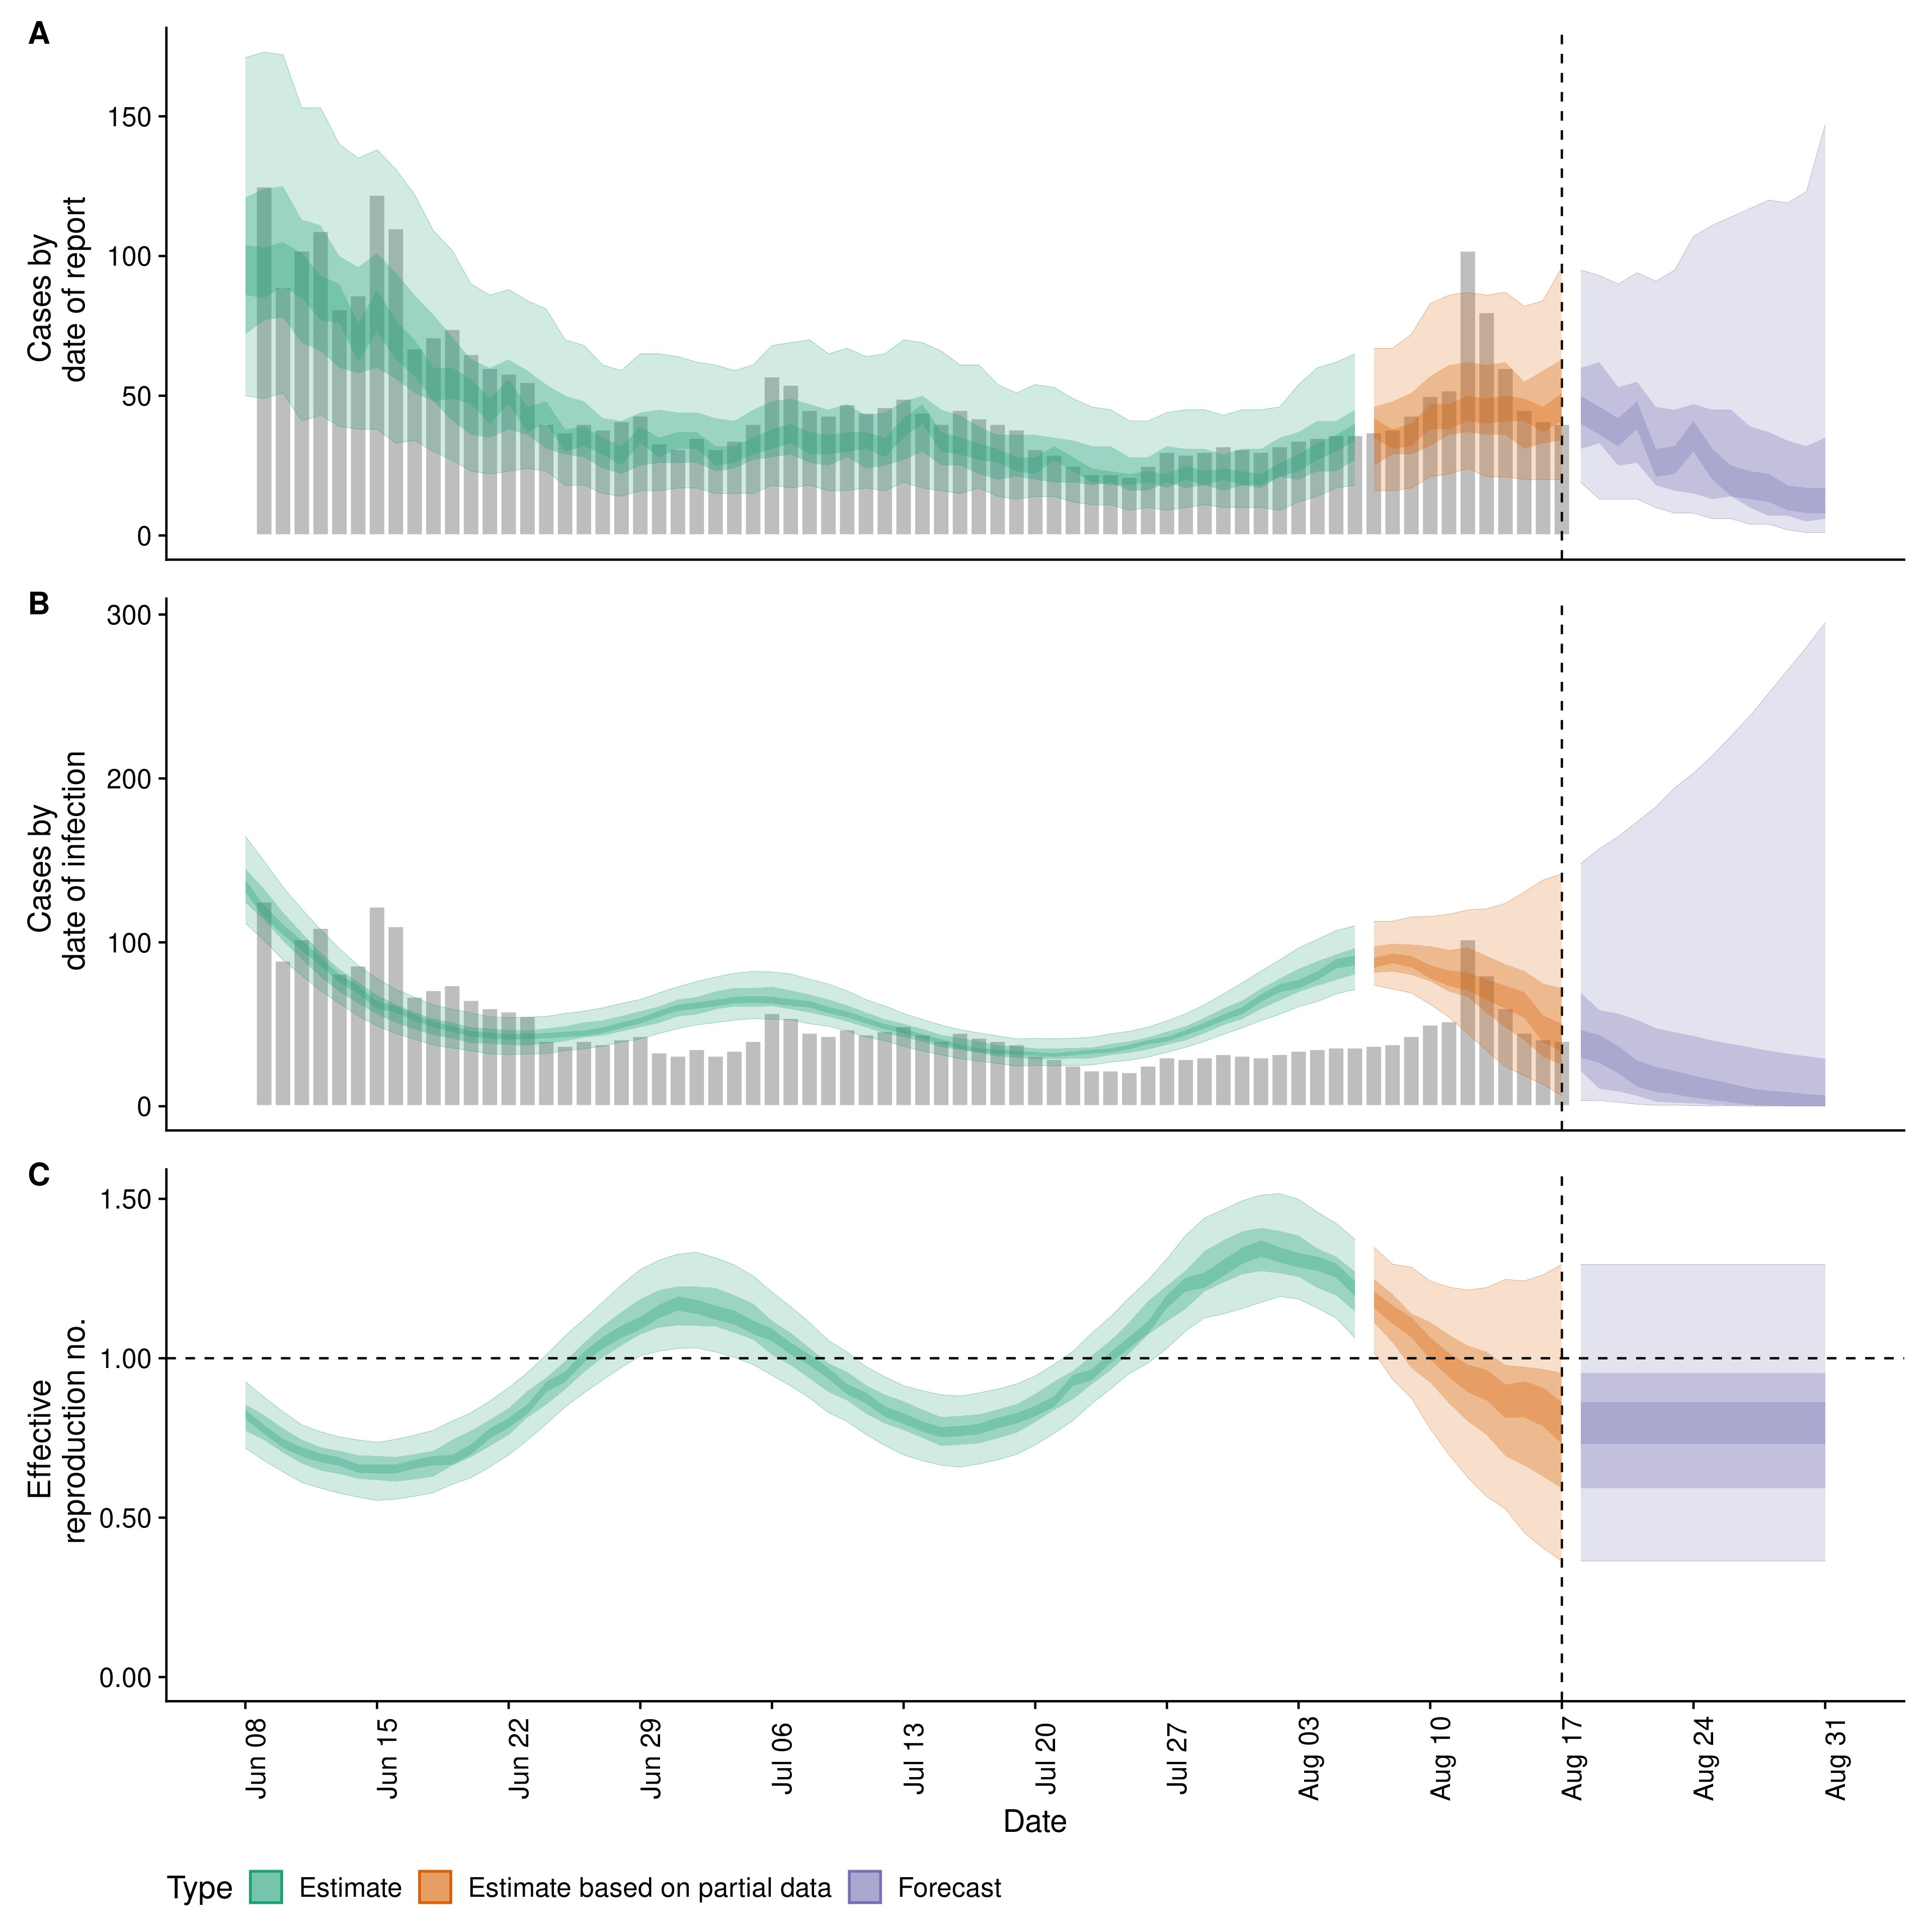 A
Cases by
date of report
150
100
50
0
B
Cases by
date of infection
300
200
100
0
C
Effective
reproduction no.
1.50
1.00
0.50
0.00
Jun 08
Jun 15
Jun 22
Jun 29
Jul 06
Jul 13
Jul 20
Jul 27
Aug 03
Aug 10
Aug 17
Aug 24
Aug 31
Date
Type Estimate Estimate based on partial data Forecast